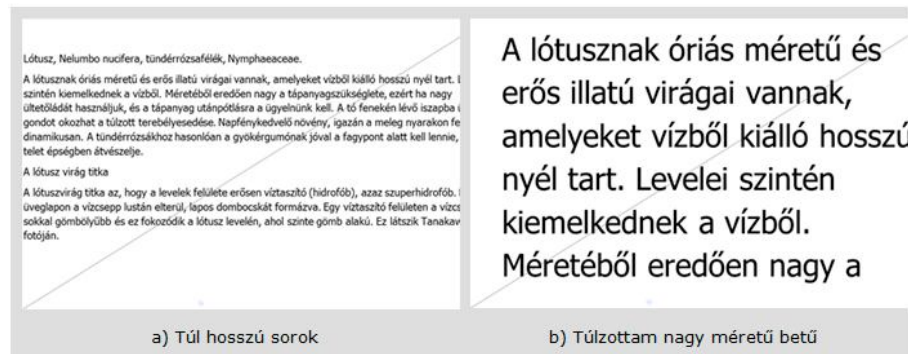 Lótusz, Nelumbo nucifera, tündérrózsafélék, Nymphaeaceae.
A lótusznak óriás méretű és erős illatú virágai vannak, amelyeket vízből kiálló hosszú nyél tart.
szintén kiemelkednek a vízből. Méretéből eredően nagy a tápanyagszükséglete, ezért ha nagy
ültetőládát használjuk, és a tápanyag utánpótlásra a ügyelnünk kell. A tó fenekén lévő iszapba
gondot okozhat a túlzott terebélyesedése. Napfénykedvelő növény, igazán a meleg nyarakon fe
dinamikusan. A tündérrózsákhoz hasonlóan a gyökérgumónak jóval a fagypont alatt kell lennie,
telet épségben átvészelje.
A lótusz virág titka
A lótuszvirág titka az, hogy a levelek felülete erősen víztaszító (hidrofób), azaz szuperhidrofób.
üveglapon a vízcsepp lustán elterül, lapos dombocskát formázva. Egy víztaszító felületen a vízcs
sokkal gömbölyűbb és ez fokozódik a lótusz levelén, ahol szinte gömb alakú. Ez látszik Tanakaw
fotóján.
a) Túl hosszú sorok
A lótusznak óriás méretű és
erős illatú virágai vannak,
amelyeket vízből kiálló hosszú
nyél tart. Levelei szintén
kiemelkednek a vízből.
Méretéből eredően nagy a
b) Túlzottam nagy méretű betű